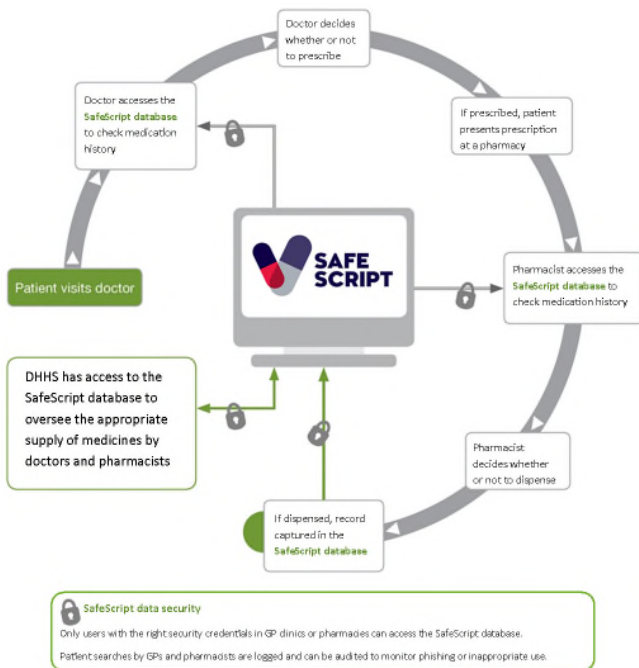 Doctor decides
whether or not
to prescribe
Doctor accesses the
SafeScript database
to check medication
history
If prescribed, patient
presents prescription
at a pharmacy
SAFE
SCRIPT
Patient visits doctor
Pharmacist accesses the
SafeScript database to
check medication history
DHHS has access to the
SafeScript database to
oversee the appropriate
supply of medicines by
doctors and pharmacists
Pharmacist
decides whether
or not to dispense
If dispensed, record
captured in the
SafeScript database
SafeScript data security
Only users with the right security credentials in GP clinics or pharmacies can access the SafeScript database.
Patient searches by GPs and pharmacists are logged and can be audited to monitor phishing or inappropriate use.